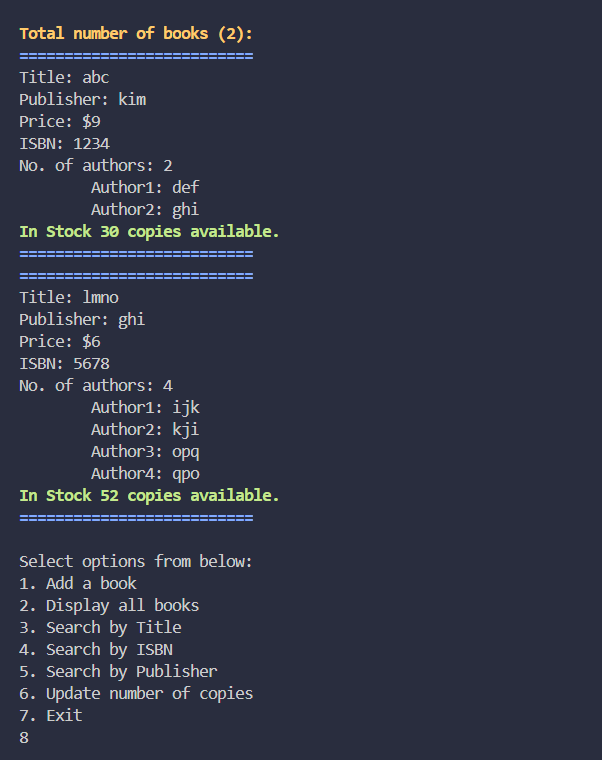 Total number of books (2):
==========================
Title: abc
Publisher: kim
Price: $9
ISBN: 1234
No. of authors: 2
        Author1: def
        Author2: ghi
In Stock 30 copies available.
==========================
==========================
Title: lmno
Publisher: ghi
Price: $6
ISBN: 5678
No. of authors: 4
        Author1: ijk
        Author2: kji
        Author3: opq
        Author4: qpo
In Stock 52 copies available.
==========================

Select options from below:
1. Add a book
2. Display all books
3. Search by Title
4. Search by ISBN
5. Search by Publisher
6. Update number of copies
7. Exit
8